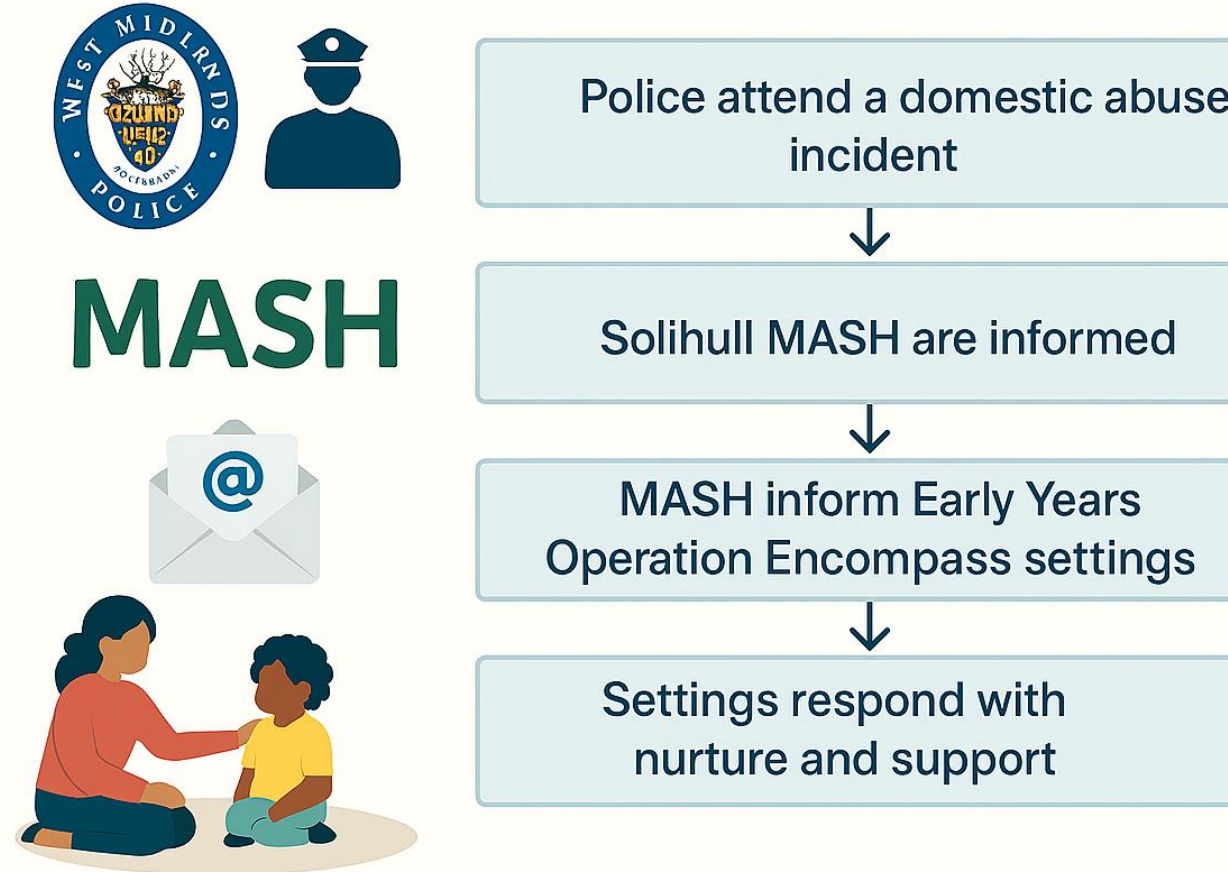 WFST MIDLRNDS
POLICE
Police attend a domestic abuse
incident
MASH
Solihull MASH are informed
@
MASH inform Early Years
Operation Encompass settings
Settings respond with
nurture and support